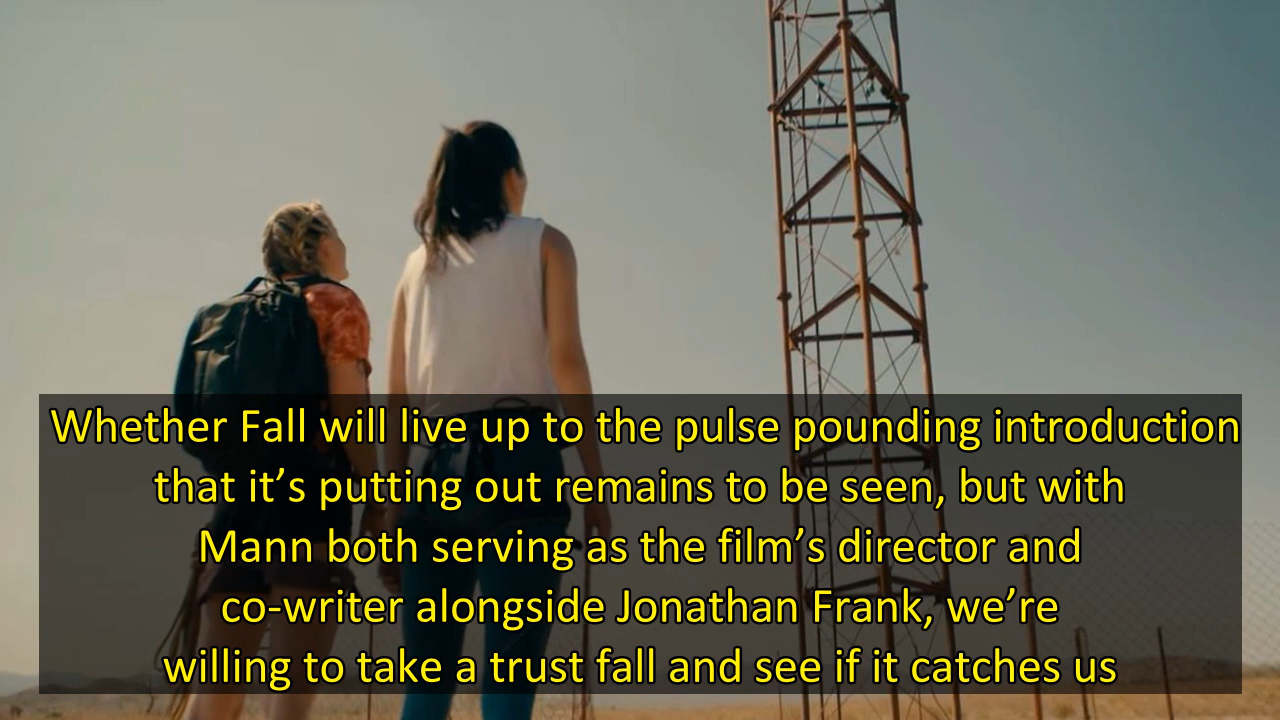 Whether Fall will live up to the pulse pounding introduction
that it’s putting out remains to be seen, but with
Mann both serving as the film’s director and
co-writer alongside Jonathan Frank, we’re
willing to take a trust fall and see if it catches us